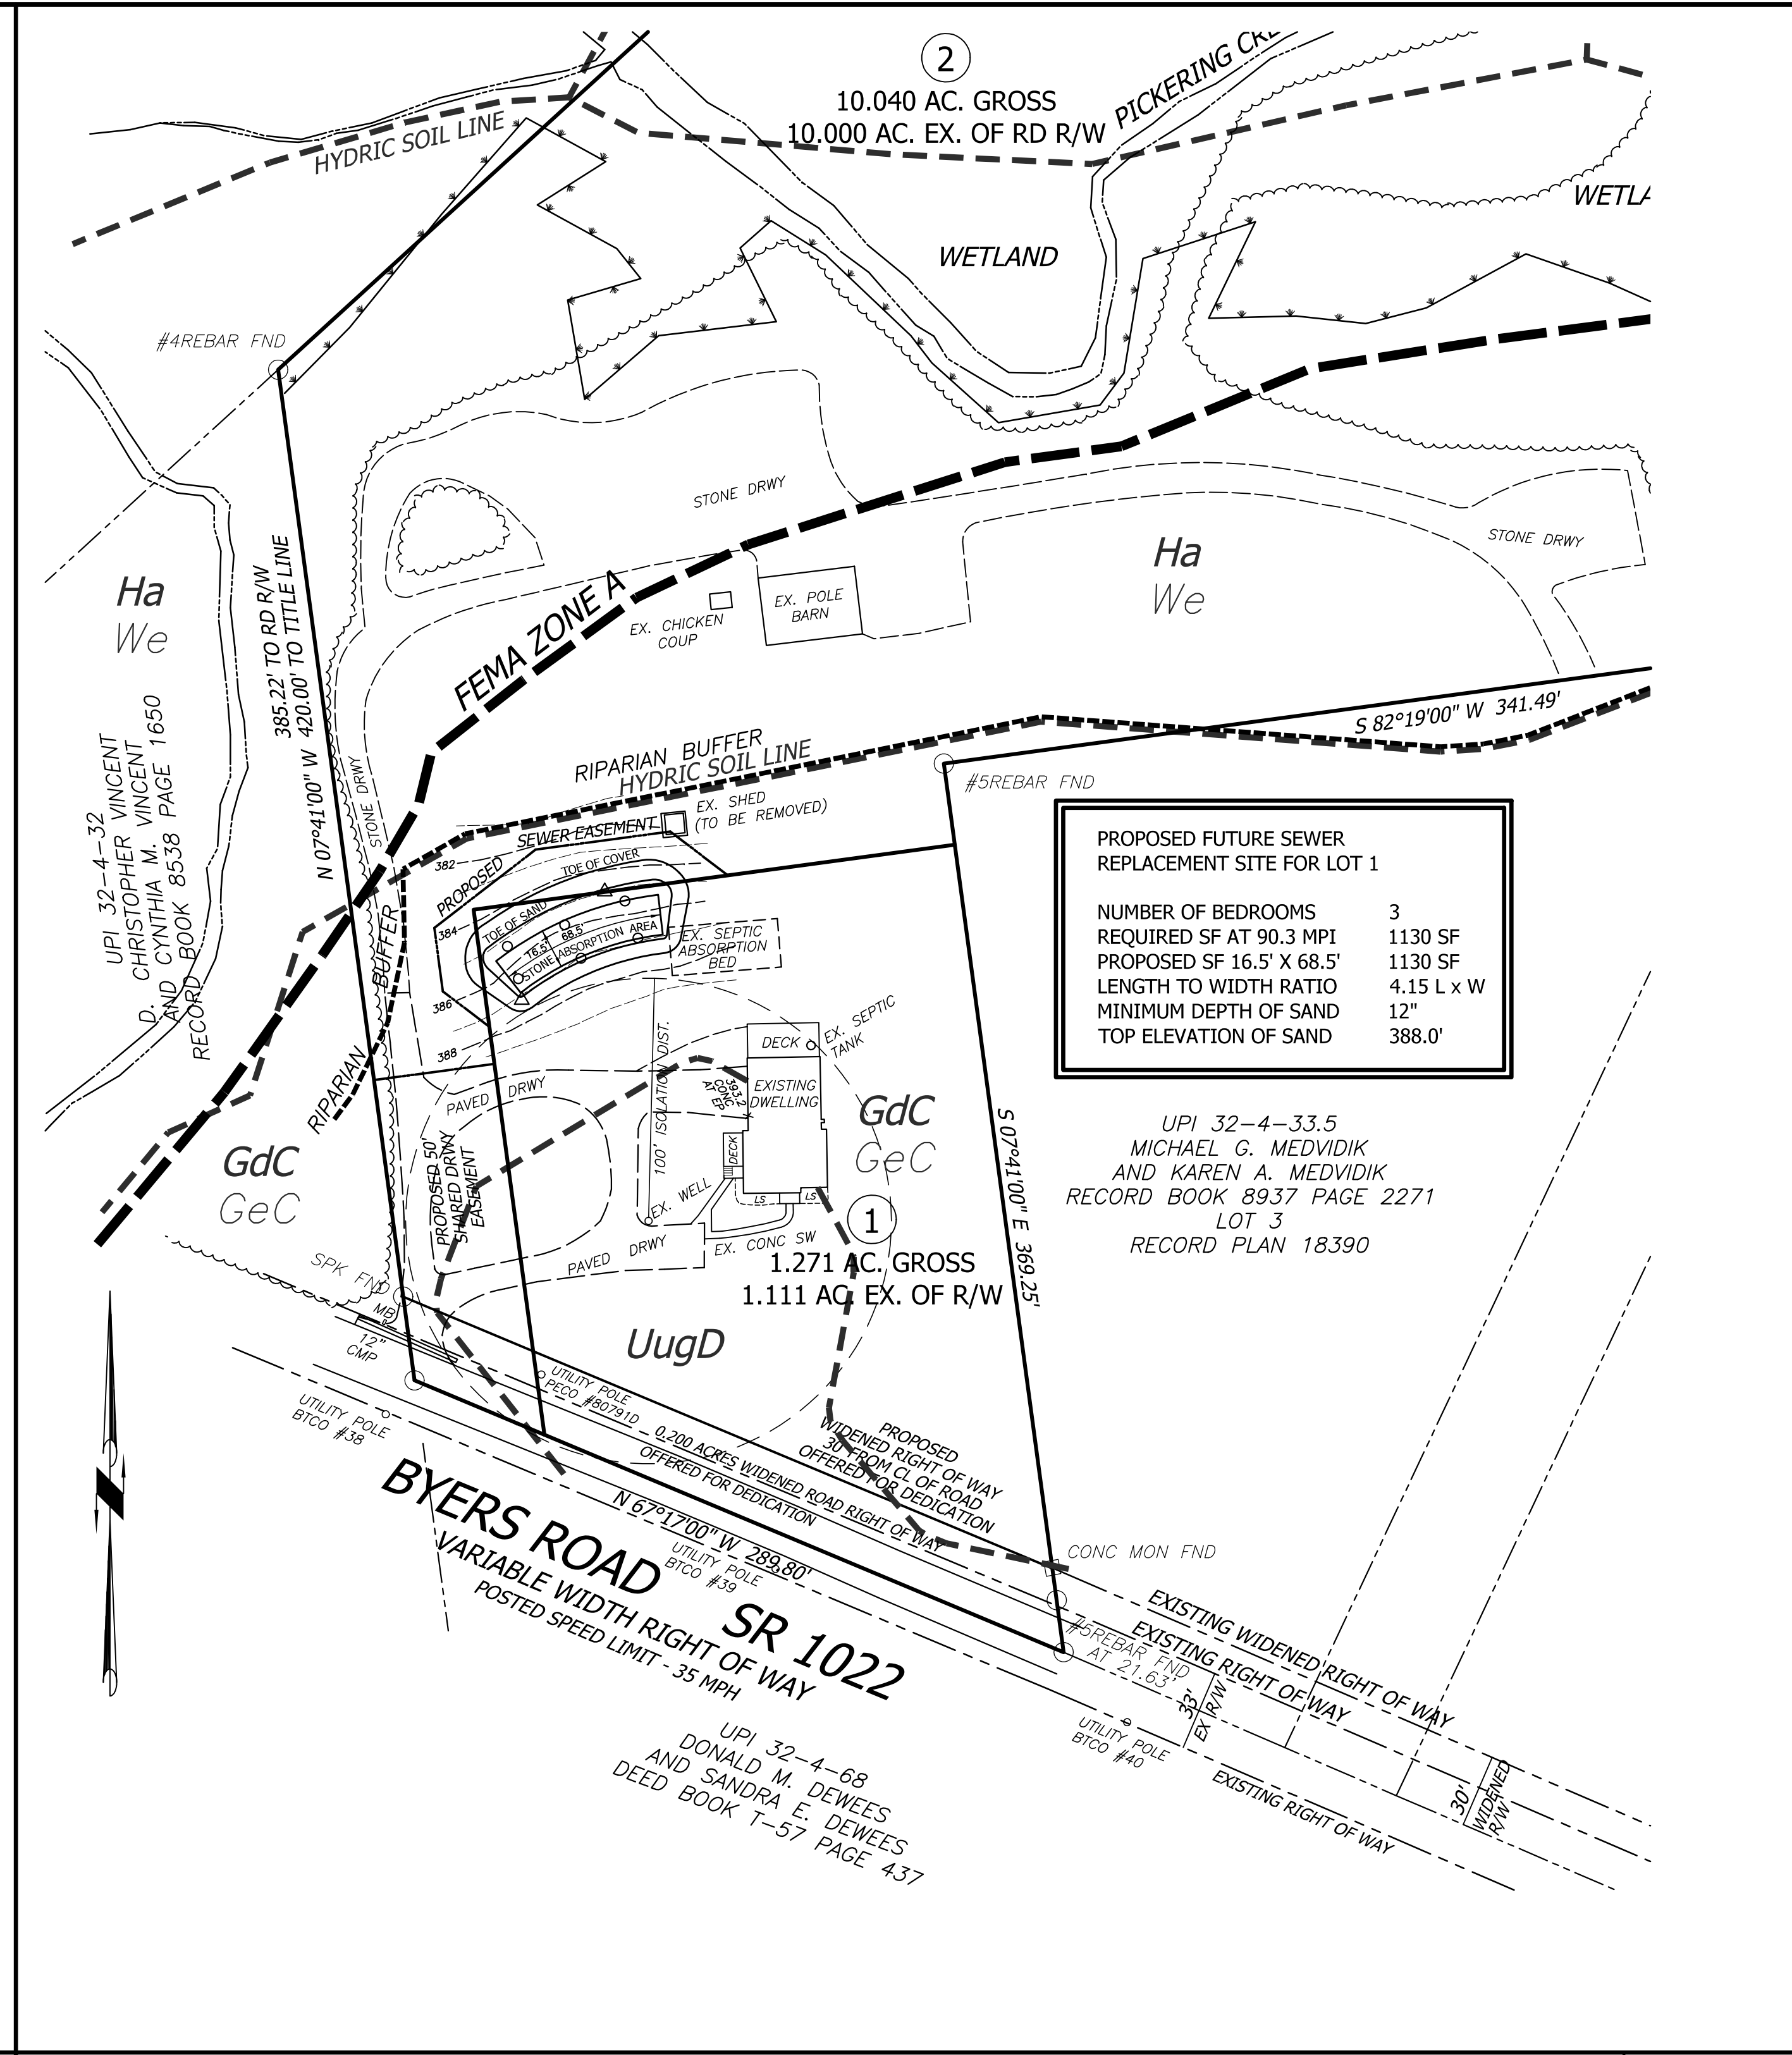 2
10.040 AC. GROSS
10.000 AC. EX. OF RD R/W
PICKERING
HYDRIC SOIL LINE
WETLAND
#4REBAR FND
STONE DRWY
STONE DRWY
Ha
We
Ha
We
385.22' TO RD R/W
420.00' TO TITLE LINE
N 07°41'00" W
EX. POLE
BARN
EX. CHICKEN
COUP
FEMA ZONE A
UPI 32-4-32
D. CHRISTOPHER VINCENT
AND CYNTHIA M. VINCENT
RECORD BOOK 8538 PAGE 1650
S 82°19'00" W 341.49'
RIPARIAN BUFFER
HYDRIC SOIL LINE
#5REBAR FND
STONE DRWY
EX. SHED
(TO BE REMOVED)
PROPOSED SEWER EASEMENT
382
384
386
388
TOE OF COVER
TOE OF SAND
16.5'
68.5'
STONE ABSORPTION AREA
EX. SEPTIC
ABSORPTION
BED
RIPARIAN BUFFER
PROPOSED FUTURE SEWER
REPLACEMENT SITE FOR LOT 1
NUMBER OF BEDROOMS 3
REQUIRED SF AT 90.3 MPI 1130 SF
PROPOSED SF 16.5' X 68.5' 1130 SF
LENGTH TO WIDTH RATIO 4.15 L x W
MINIMUM DEPTH OF SAND 12"
TOP ELEVATION OF SAND 388.0'
100' ISOLATION DIST.
DECK
EX. SEPTIC
TANK
EXISTING
DWELLING
393.2
CONC
AT EP
DECK
LS
LS
PAVED DRWY
PROPOSED 50'
SHARED DRWY
EASEMENT
EX. WELL
EX. CONC SW
PAVED DRWY
GdC
GeC
GdC
GeC
S 07°41'00" E 369.25'
UPI 32-4-33.5
MICHAEL G. MEDVIDIK
AND KAREN A. MEDVIDIK
RECORD BOOK 8937 PAGE 2271
LOT 3
RECORD PLAN 18390
1
1.271 AC. GROSS
1.111 AC. EX. OF R/W
SPK FND
MB
12"
CMP
UugD
UTILITY POLE
PECO #80791D
UTILITY POLE
BTCO #38
0.200 ACRES WIDENED ROAD RIGHT OF WAY
OFFERED FOR DEDICATION
PROPOSED
WIDENED RIGHT OF WAY
30' FROM CL OF ROAD
OFFERED FOR DEDICATION
N 67°17'00" W 289.80'
UTILITY POLE
BTCO #39
BYERS ROAD SR 1022
VARIABLE WIDTH RIGHT OF WAY
POSTED SPEED LIMIT - 35 MPH
CONC MON FND
#5REBAR FND
AT 21.63'
EXISTING WIDENED RIGHT OF WAY
EXISTING RIGHT OF WAY
33'
EX R/W
UTILITY POLE
BTCO #40
EXISTING RIGHT OF WAY
30'
WIDENED
R/W
UPI 32-4-68
DONALD M. DEWEES
AND SANDRA E. DEWEES
DEED BOOK T-57 PAGE 437